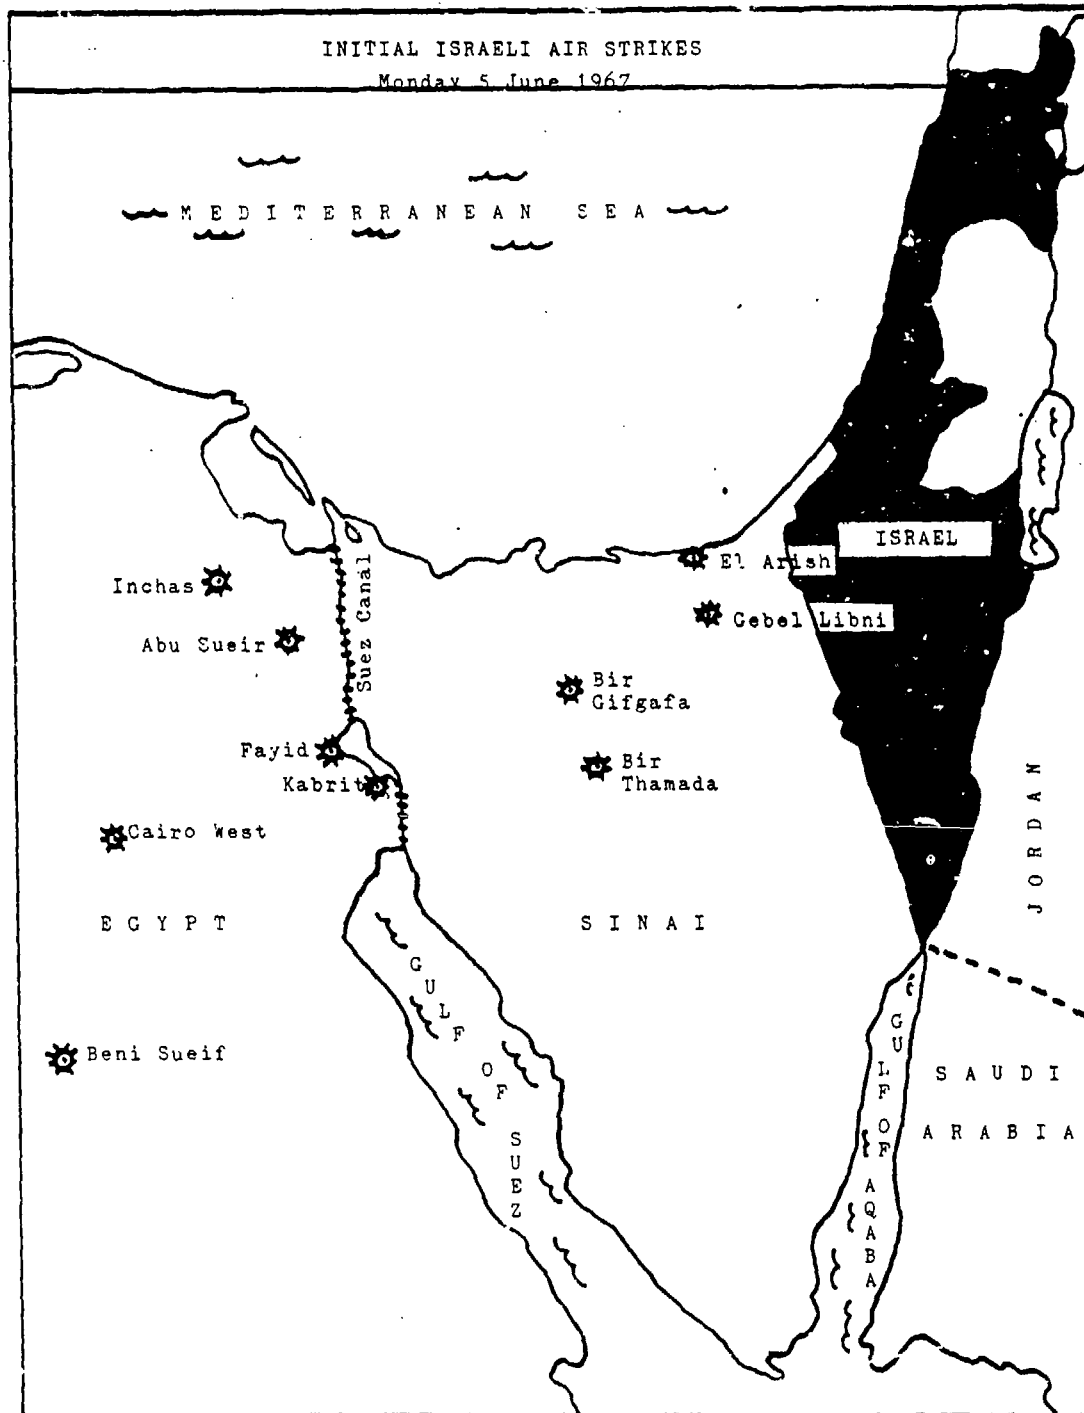 INITIAL ISRAELI AIR STRIKES
Monday 5 June 1967
MEDITERRANEAN SEA
ISRAEL
El Arish
Inchas
Suez Canal
Gebel Libni
Abu Sueir
Bir
Gifgafa
Fayid
Bir
Thamada
Kabrit
JORDAN
Cairo West
EGYPT
SINAI
GULF OF SUEZ
GULF OF AQABA
Beni Sueif
SAUDI
ARABIA